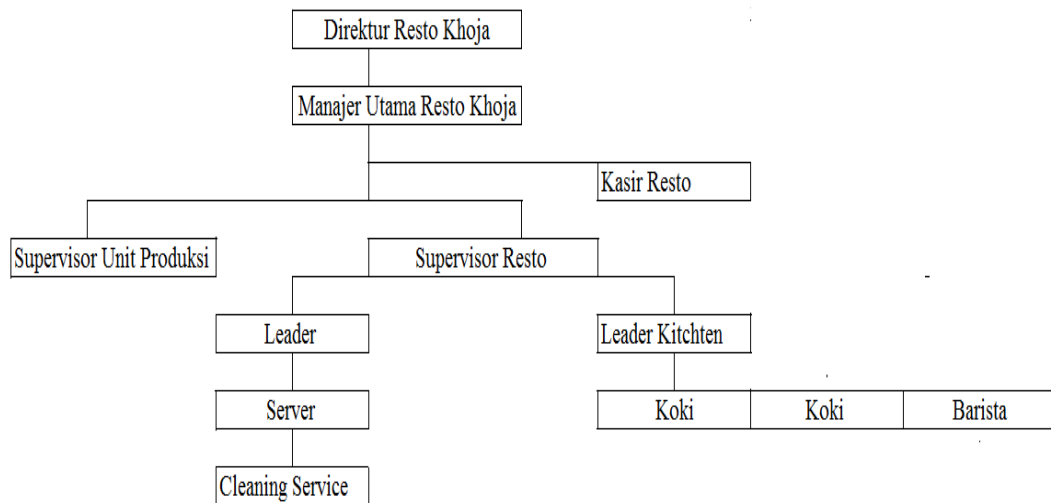 Direktur Resto Khoja
Manajer Utama Resto Khoja
Kasir Resto
Supervisor Unit Produksi
Supervisor Resto
Leader
Leader Kitchten
Server
Koki
Koki
Barista
Cleaning Service